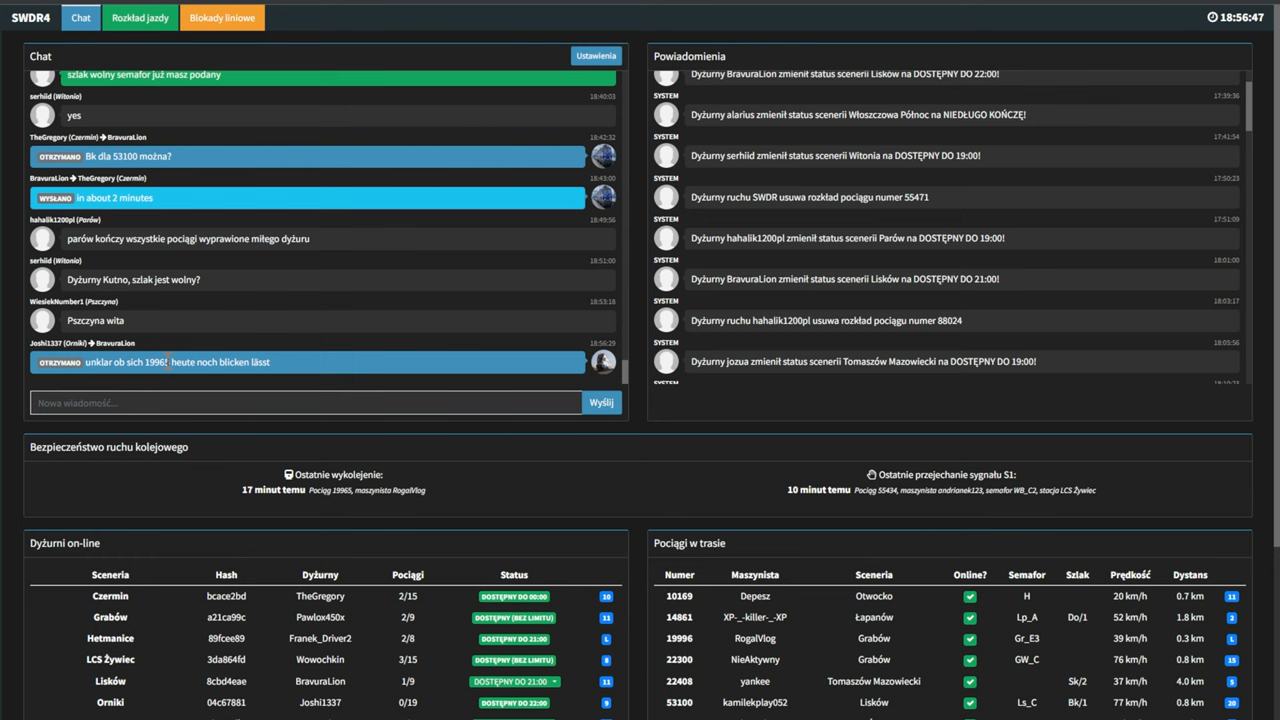 SWDR4
Chat
Rozkład jazdy
Blokady liniowe
18:56:47
Chat
Ustawienia
szlak wolny semafor już masz podany
serhiid (Witonia)
18:40:03
yes
TheGregory (Czermin) → BravuraLion
18:42:32
OTRZYMANO Bk dla 53100 można?
BravuraLion → TheGregory (Czermin)
18:43:00
WYSŁANO in about 2 minutes
hahalik1200pl (Parów)
18:49:56
parów kończy wszystkie pociągi wyprawione miłego dyżuru
serhiid (Witonia)
18:51:00
Dyżurny Kutno, szlak jest wolny?
WiesiekNumber1 (Pszczyna)
18:53:18
Pszczyna wita
Joshi1337 (Orniki) → BravuraLion
18:56:29
OTRZYMANO unklar ob sich 19965 heute noch blicken lässt
Nowa wiadomość...
Wyślij
Powiadomienia
Dyżurny BravuraLion zmienił status scenerii Lisków na DOSTĘPNY DO 22:00!
SYSTEM
17:39:36
Dyżurny alarius zmienił status scenerii Włoszczowa Północ na NIEDŁUGO KOŃCZĘ!
SYSTEM
17:41:54
Dyżurny serhiid zmienił status scenerii Witonia na DOSTĘPNY DO 19:00!
SYSTEM
17:50:23
Dyżurny ruchu SWDR usuwa rozkład pociągu numer 55471
SYSTEM
17:51:09
Dyżurny hahalik1200pl zmienił status scenerii Parów na DOSTĘPNY DO 19:00!
SYSTEM
18:01:00
Dyżurny BravuraLion zmienił status scenerii Lisków na DOSTĘPNY DO 21:00!
SYSTEM
18:03:17
Dyżurny ruchu hahalik1200pl usuwa rozkład pociągu numer 88024
SYSTEM
18:05:56
Dyżurny jozua zmienił status scenerii Tomaszów Mazowiecki na DOSTĘPNY DO 19:00!
SYSTEM
18:10:23
Bezpieczeństwo ruchu kolejowego
Ostatnie wykolejenie:
17 minut temu Pociąg 19965, maszynista RogalVlog
Ostatnie przejechanie sygnału S1:
10 minut temu Pociąg 55434, maszynista andrianek123, semafor WB_C2, stacja LCS Żywiec
Dyżurni on-line
Sceneria Hash Dyżurny Pociągi Status
Czermin bcace2bd TheGregory 2/15 DOSTĘPNY DO 00:00 10
Grabów a21ca99c Pawlox450x 2/9 DOSTĘPNY (BEZ LIMITU) 11
Hetmanice 89fcee89 Franek_Driver2 2/8 DOSTĘPNY DO 21:00 L
LCS Żywiec 3da864fd Wowochkin 3/15 DOSTĘPNY (BEZ LIMITU) 8
Lisków 8cbd4eae BravuraLion 1/9 DOSTĘPNY DO 21:00 11
Orniki 04c67881 Joshi1337 0/19 DOSTĘPNY DO 22:00 9
Pociągi w trasie
Numer Maszynista Sceneria Online? Semafor Szlak Prędkość Dystans
10169 Depesz Otwocko H 20 km/h 0.7 km 11
14861 XP-_-killer-_-XP Łapanów Lp_A Do/1 52 km/h 1.8 km 2
19996 RogalVlog Grabów Gr_E3 39 km/h 0.3 km L
22300 NieAktywny Grabów GW_C 76 km/h 0.8 km 15
22408 yankee Tomaszów Mazowiecki Sk/2 37 km/h 4.0 km 5
53100 kamilekplay052 Lisków Ls_C Bk/1 77 km/h 0.8 km 20